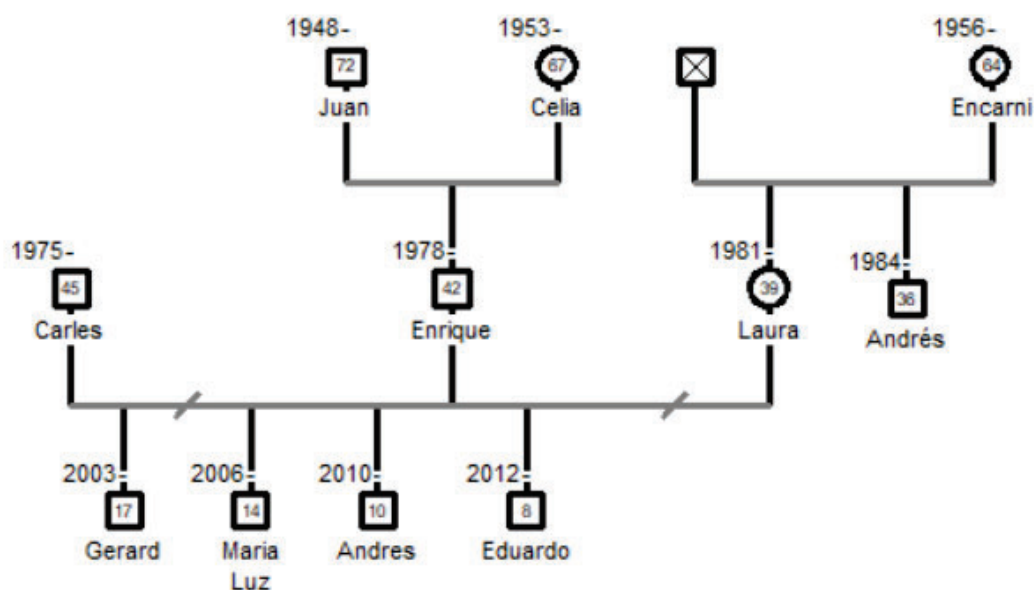 1948-
1953-
1956-
72
67
64
Juan
Celia
Encarni
1975-
1978-
1981-
1984-
45
42
39
36
Carles
Enrique
Laura
Andrés
2003-
2006-
2010-
2012-
17
14
10
8
Gerard
Maria
Luz
Andres
Eduardo